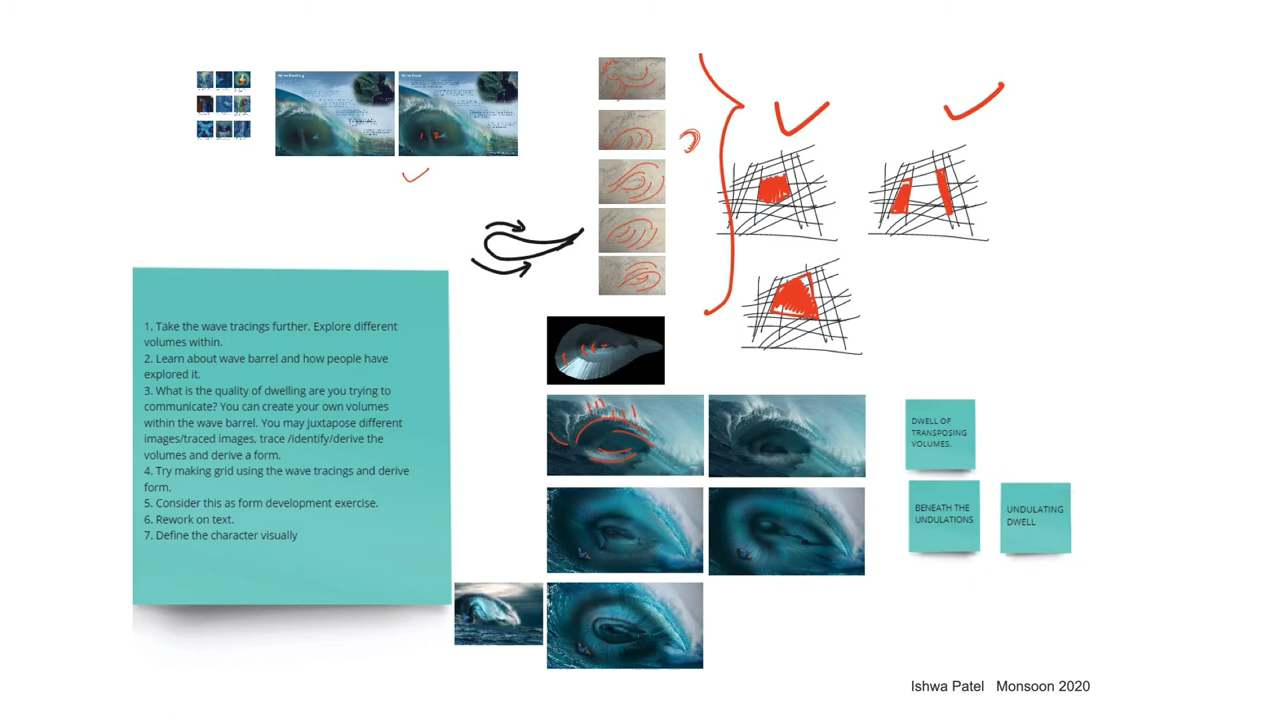 1. Take the wave tracings further. Explore different
volumes within.
2. Learn about wave barrel and how people have
explored it.
3. What is the quality of dwelling are you trying to
communicate? You can create your own volumes
within the wave barrel. You may juxtapose different
images/traced images, trace /identify/derive the
volumes and derive a form.
4. Try making grid using the wave tracings and derive
form.
5. Consider this as form development exercise.
6. Rework on text.
7. Define the character visually
DWELL OF
TRANSPOSING
VOLUMES.
BENEATH THE
UNDULATIONS
UNDULATING
DWELL
Ishwa Patel Monsoon 2020